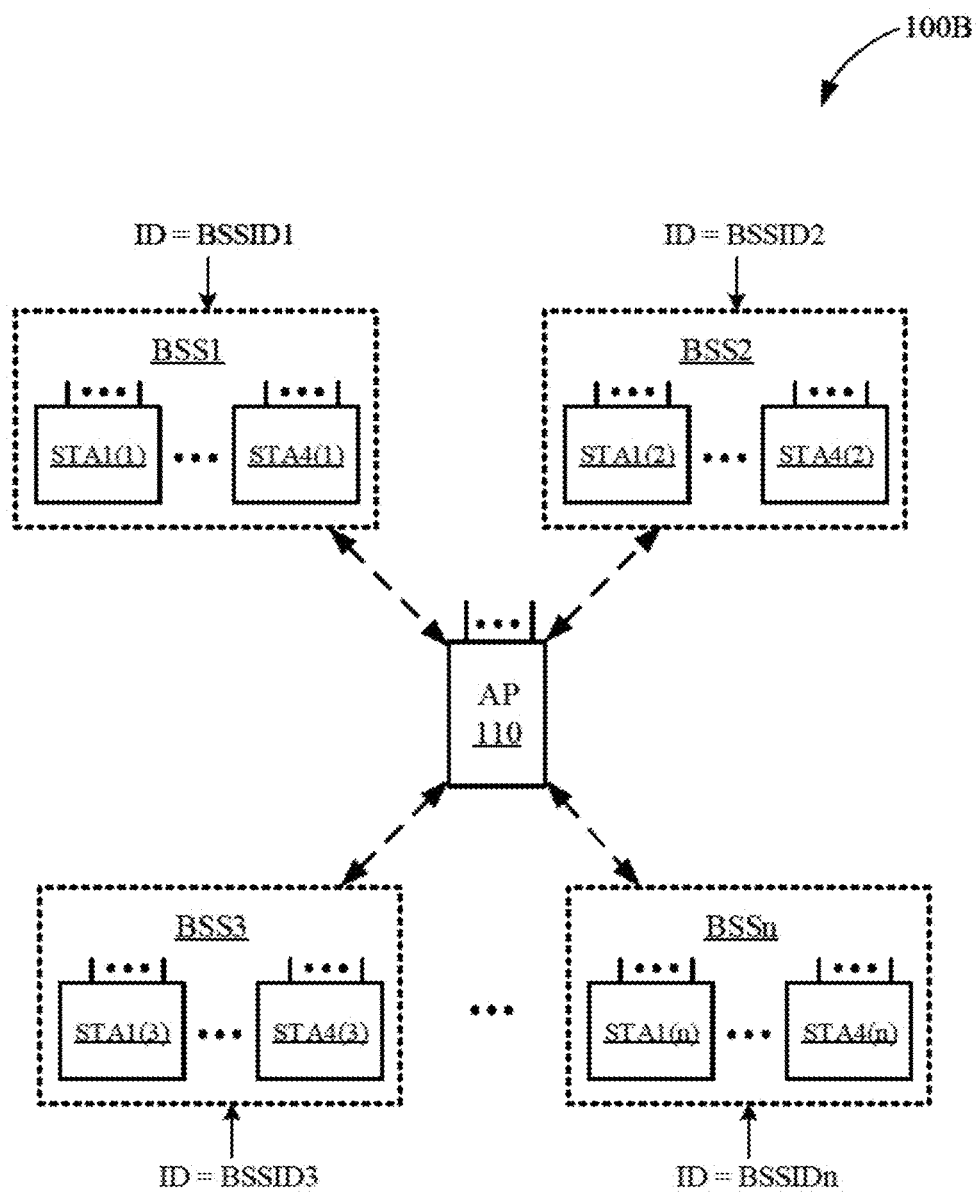 100B
ID = BSSID1
ID = BSSID2
BSS1
BSS2
STA1(1)
STA4(1)
STA1(2)
STA4(2)
AP
110
BSS3
BSSn
STA1(3)
STA4(3)
STA1(n)
STA4(n)
ID = BSSID3
ID = BSSIDn